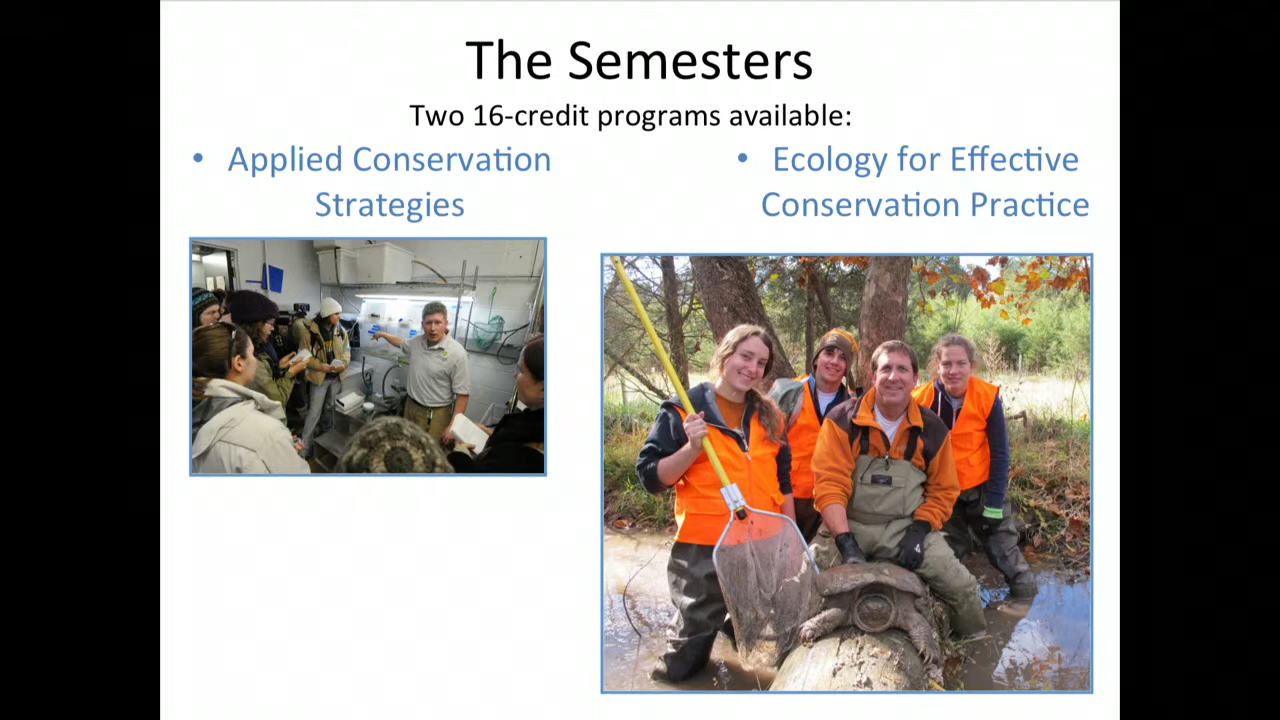 The Semesters
Two 16-credit programs available:
• Applied Conservation
Strategies
• Ecology for Effective
Conservation Practice